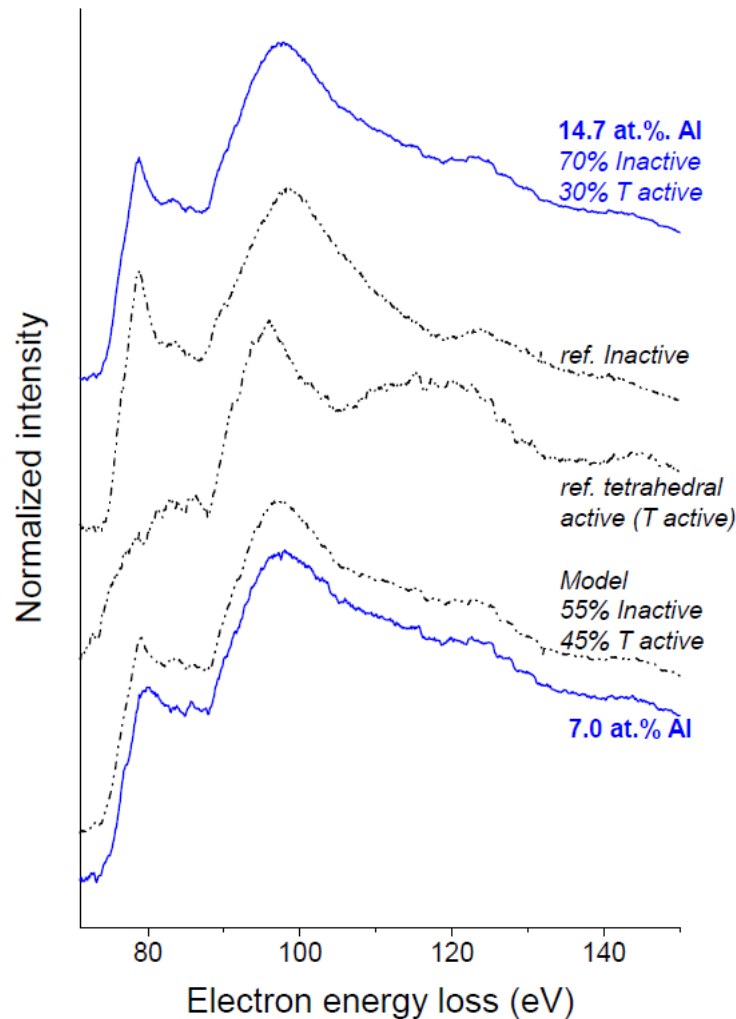 14.7 at.%. Al
70% Inactive
30% T active
ref. Inactive
ref. tetrahedral
active (T active)
Model
55% Inactive
45% T active
7.0 at.% Al
Normalized intensity
80 100 120 140
Electron energy loss (eV)